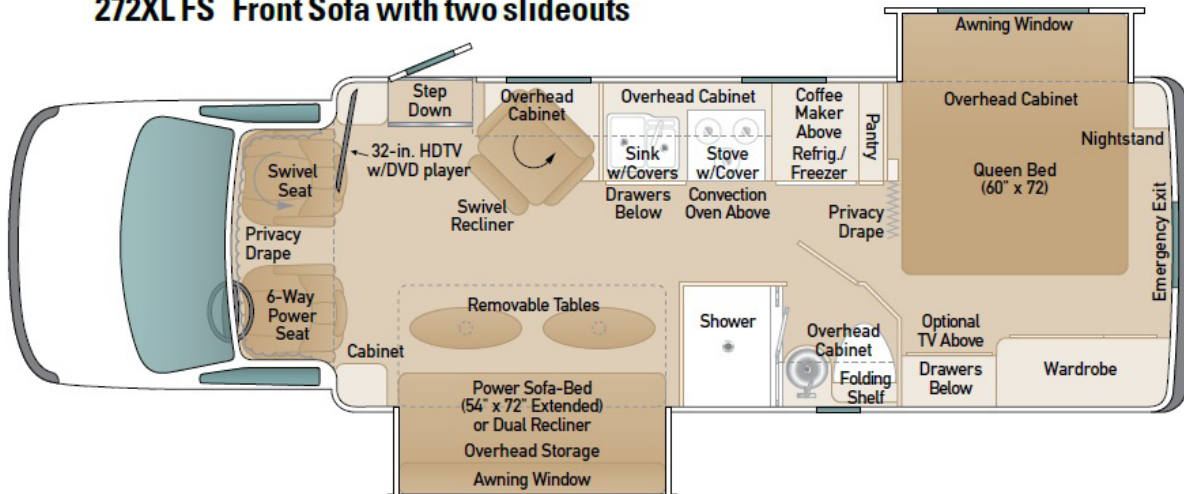 272XL FS Front Sofa with two slideouts
Awning Window
Step
Down
Overhead
Cabinet
Overhead Cabinet
Coffee
Maker
Above
Refrig./
Freezer
Pantry
Overhead Cabinet
Nightstand
32-in. HDTV
w/DVD player
Swivel
Seat
Sink
w/Covers
Stove
w/Cover
Queen Bed
(60" x 72)
Swivel
Recliner
Drawers
Below
Convection
Oven Above
Privacy
Drape
Privacy
Drape
Emergency Exit
6-Way
Power
Seat
Removable Tables
Shower
Overhead
Cabinet
Optional
TV Above
Cabinet
Folding
Shelf
Drawers
Below
Wardrobe
Power Sofa-Bed
(54" x 72" Extended)
or Dual Recliner
Overhead Storage
Awning Window